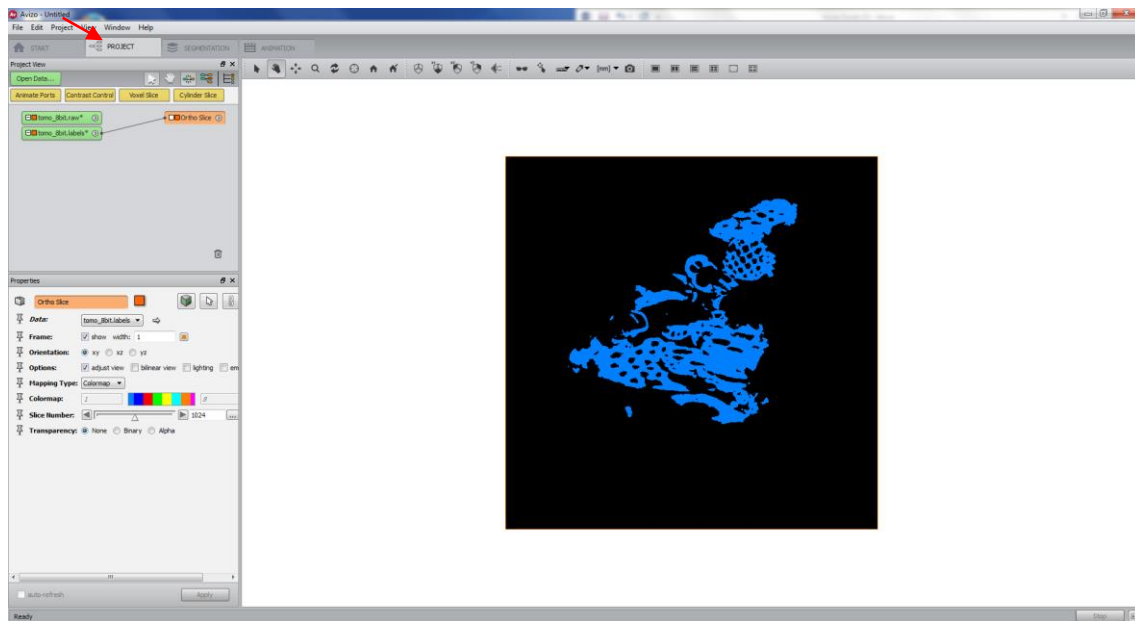 Avizo - Untitled
File Edit Project View Window Help
START PROJECT SEGMENTATION ANIMATION
Project View
Open Data...
Animate Ports Contrast Control Voxel Slice Cylinder Slice
tomo_8bit.raw* Ortho Slice
tomo_8bit.labels*
Properties
Ortho Slice
Data: tomo_8bit.labels
Frame: show width: 1
Orientation: xy xz yz
Options: adjust view bilinear view lighting em
Mapping Type: Colormap
Colormap:
Slice Number: 1024 ...
Transparency: None Binary Alpha
auto-refresh Apply
Ready Stop